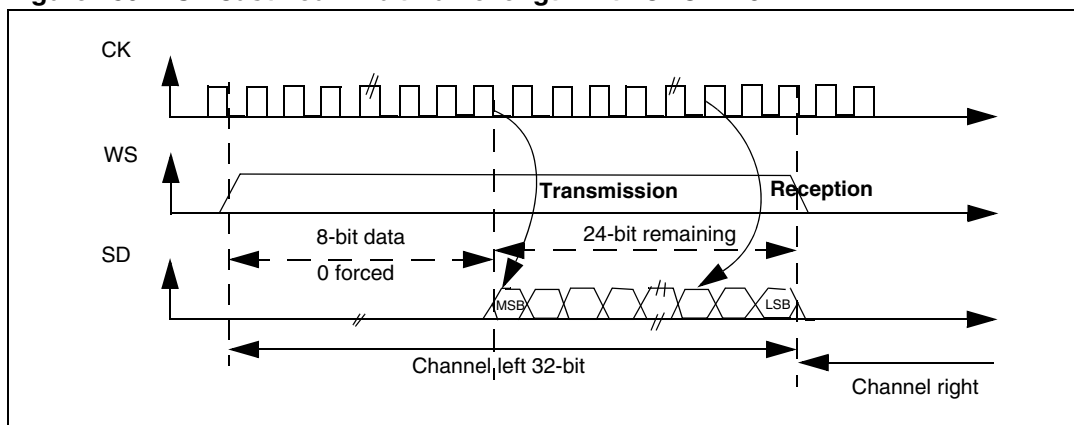 CK
WS
Transmission
Reception
8-bit data
24-bit remaining
SD
0 forced
MSB
LSB
Channel left 32-bit
Channel right